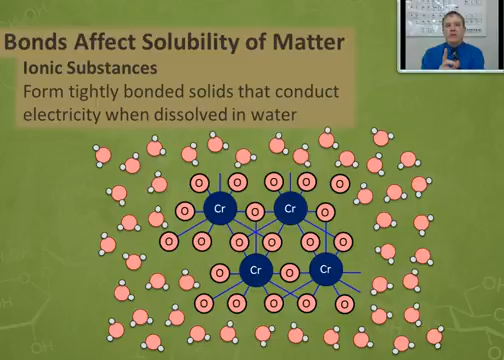 Bonds Affect Solubility of Matter
Ionic Substances
Form tightly bonded solids that conduct
electricity when dissolved in water
O O O O O
O Cr O Cr O
O O O O O O
O Cr O Cr
O O O O O